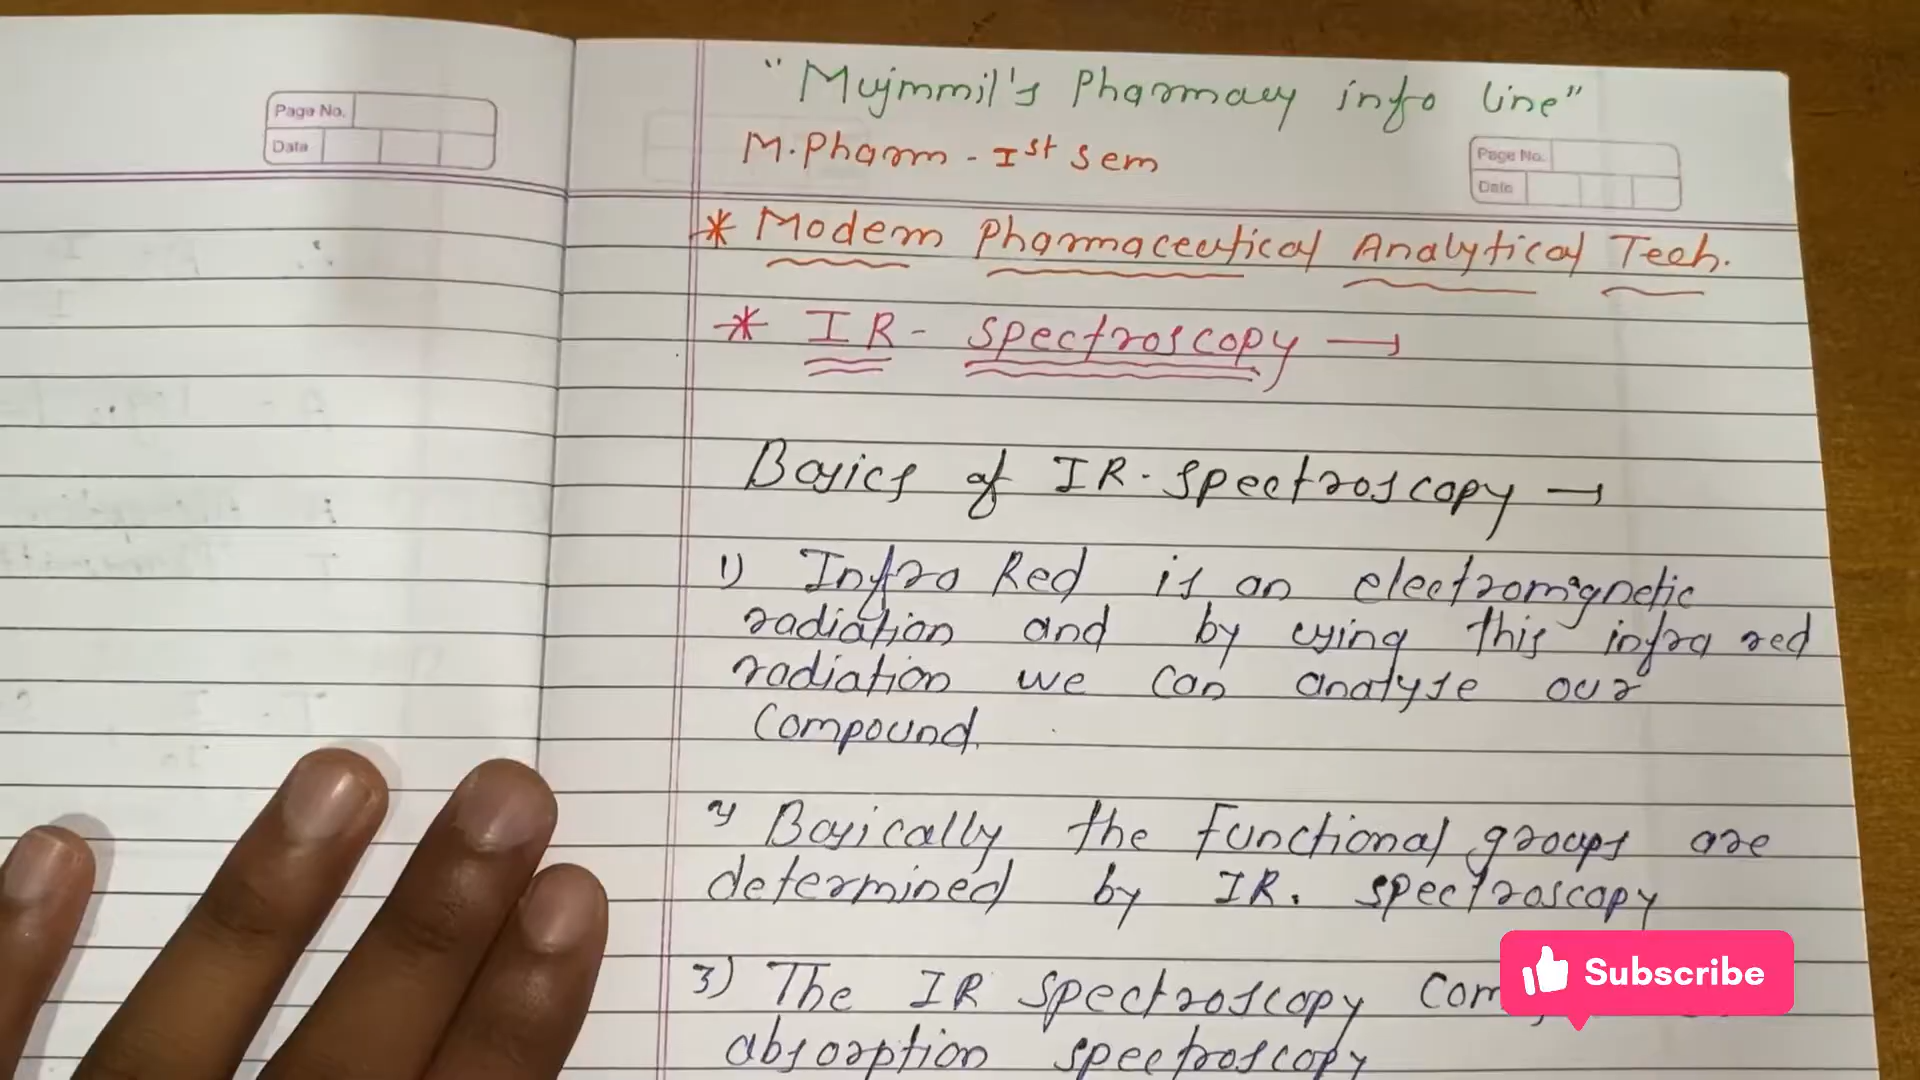 Page No.
Date
"Mujmmil's Pharmacy info line"
M.Pharm - Ist Sem
Page No.
Date
* Modern Pharmaceutical Analytical Tech.
* IR - spectroscopy →
Basics of IR - spectroscopy →
1) Infra Red is an electromagnetic
radiation and by using this infra red
radiation we can analyse our
compound.
2) Basically the functional groups are
determined by IR. spectroscopy
3) The IR spectroscopy
absorption spectroscopy
Subscribe